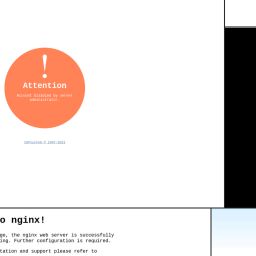 !
Attention
Account disabled by server
administrator.
o nginx!
ge, the nginx web server is successfully
ing. Further configuration is required.
tation and support please refer to